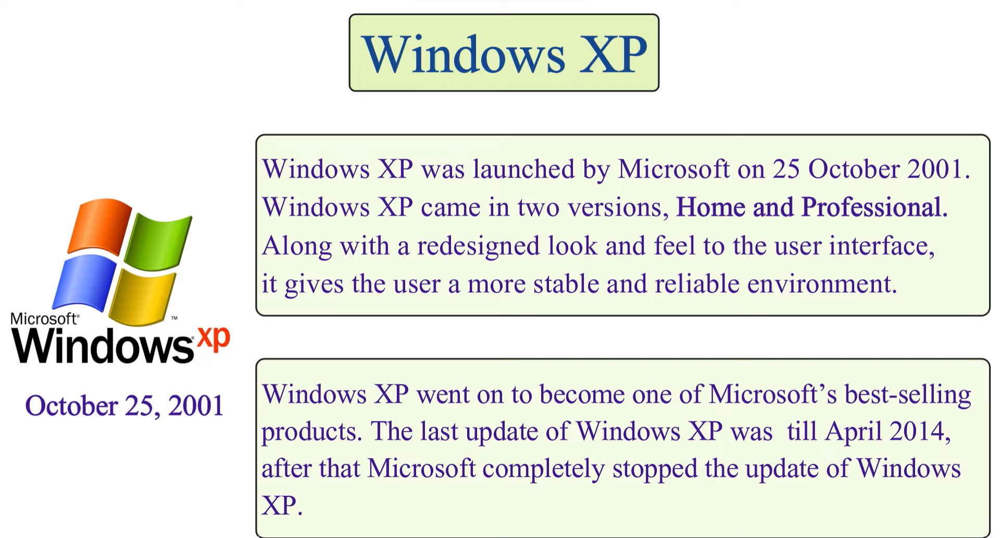 Windows XP
Windows XP was launched by Microsoft on 25 October 2001.
Windows XP came in two versions, Home and Professional.
Along with a redesigned look and feel to the user interface,
it gives the user a more stable and reliable environment.
Microsoft®
Windows® xp
™
October 25, 2001
Windows XP went on to become one of Microsoft’s best-selling
products. The last update of Windows XP was till April 2014,
after that Microsoft completely stopped the update of Windows
XP.